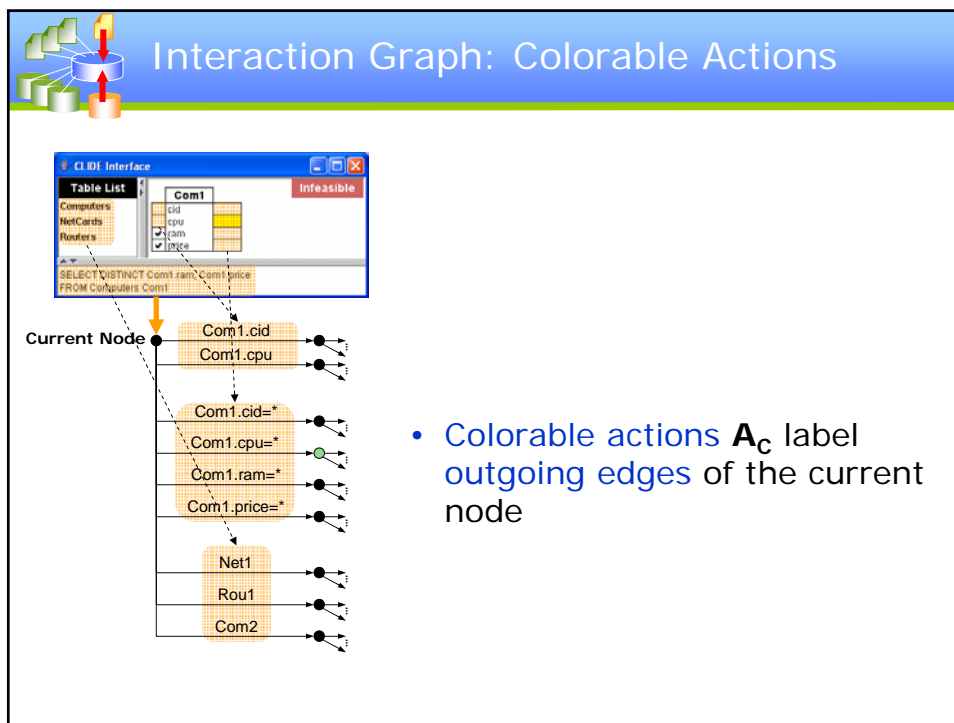 Interaction Graph: Colorable Actions
CLIDE Interface
Table List
Computers
NetCards
Routers
Com1
cid
cpu
ram
price
Infeasible
SELECT DISTINCT Com1.ram, Com1.price
FROM Computers Com1
Current Node
Com1.cid
Com1.cpu
Com1.cid=*
Com1.cpu=*
Com1.ram=*
Com1.price=*
Net1
Rou1
Com2
• Colorable actions AC label
outgoing edges of the current
node